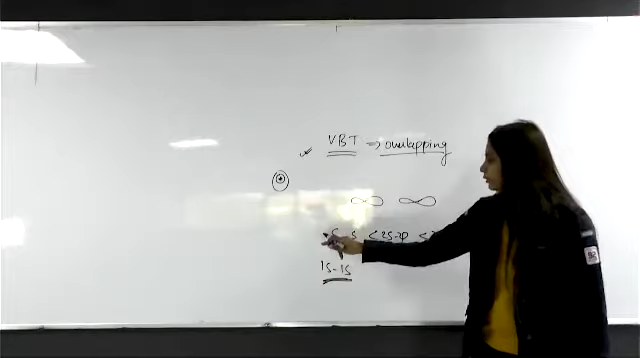 VBT ⇒ overlapping
s < 2s-2p <
1s-1s